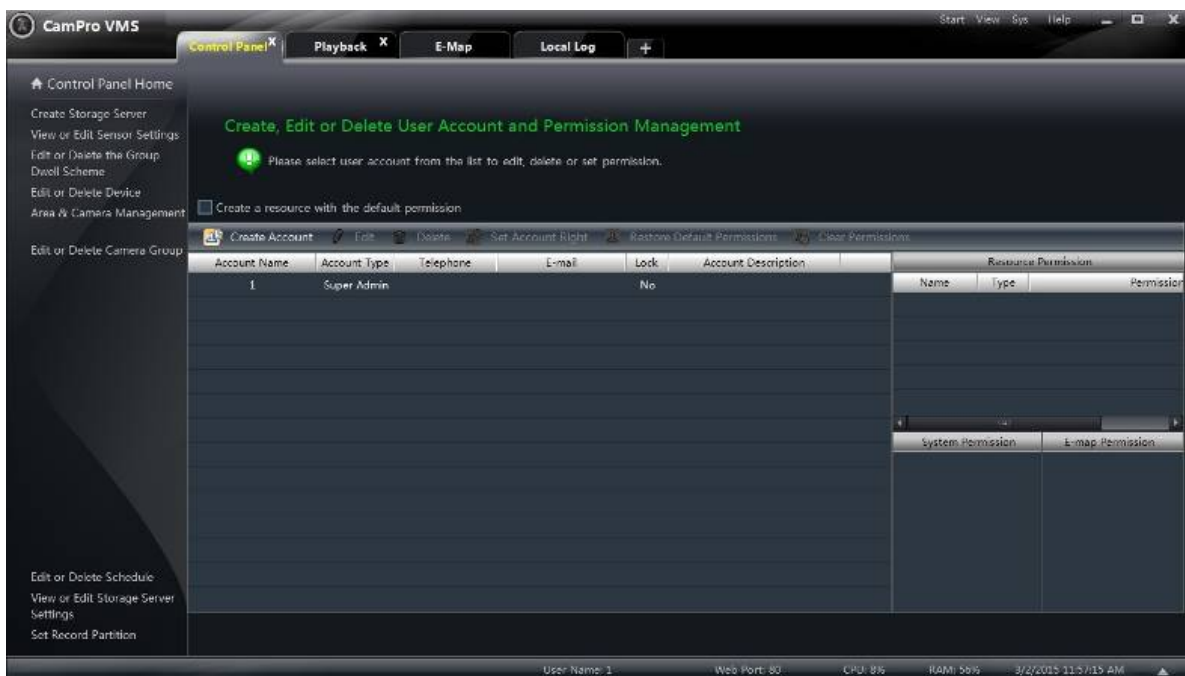 CamPro VMS
Start View Sys Help
Control Panel X
Playback X
E-Map
Local Log
+
Control Panel Home
Create Storage Server
View or Edit Sensor Settings
Edit or Delete the Group
Dwell Scheme
Edit or Delete Device
Area & Camera Management
Edit or Delete Camera Group
Edit or Delete Schedule
View or Edit Storage Server
Settings
Set Record Partition
Create, Edit or Delete User Account and Permission Management
Please select user account from the list to edit, delete or set permission.
Create a resource with the default permission
Create Account Edit Delete Set Account Right Restore Default Permissions Clear Permissions
Account Name Account Type Telephone E-mail Lock Account Description
1 Super Admin No
Resource Permission
Name Type Permission
System Permission E-map Permission
User Name: 1 Web Port: 80 CPU: 8% RAM: 56% 3/2/2015 11:57:15 AM